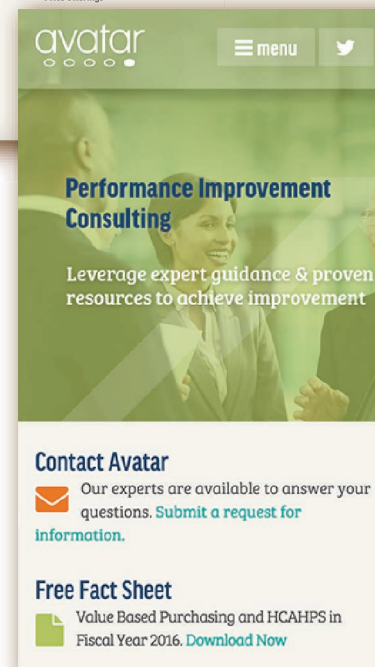 avatar
menu
Performance Improvement
Consulting
Leverage expert guidance & proven
resources to achieve improvement
Contact Avatar
Our experts are available to answer your
questions. Submit a request for
information.
Free Fact Sheet
Value Based Purchasing and HCAHPS in
Fiscal Year 2016. Download Now